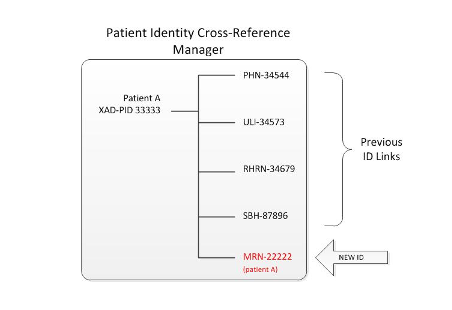 Patient Identity Cross-Reference
Manager
Patient A
XAD-PID 33333
PHN-34544
ULI-34573
RHRN-34679
SBH-87896
MRN-22222
(patient A)
Previous
ID Links
NEW ID